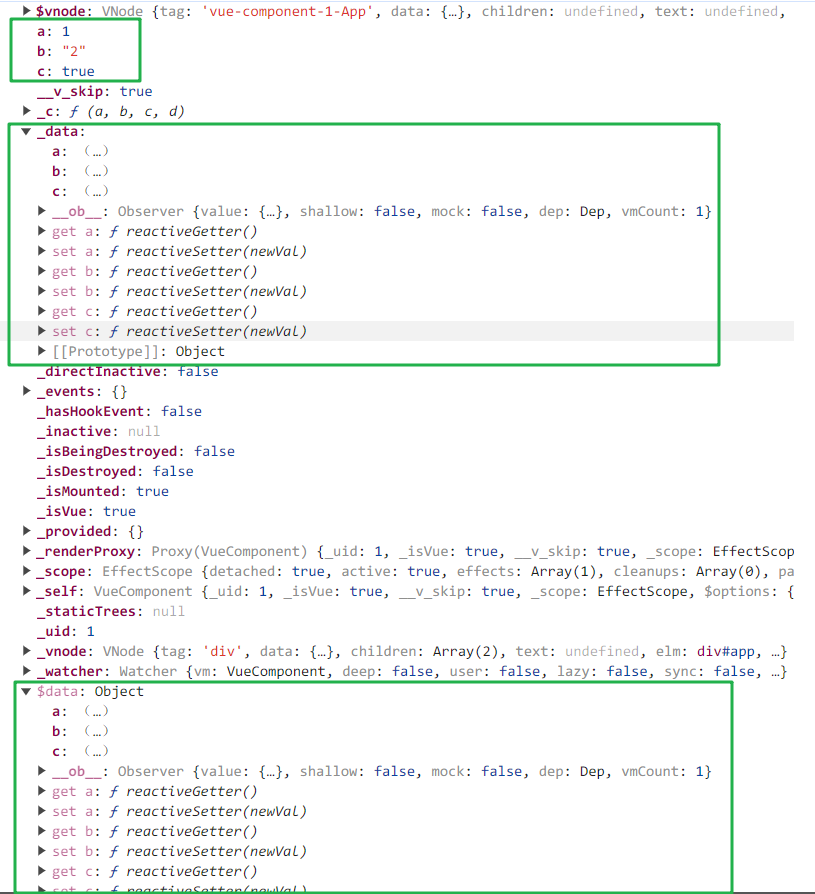 $vnode: VNode {tag: 'vue-component-1-App', data: {…}, children: undefined, text: undefined,
a: 1
b: "2"
c: true
__v_skip: true
_c: ƒ (a, b, c, d)
_data:
a: (…)
b: (…)
c: (…)
__ob__: Observer {value: {…}, shallow: false, mock: false, dep: Dep, vmCount: 1}
get a: ƒ reactiveGetter()
set a: ƒ reactiveSetter(newVal)
get b: ƒ reactiveGetter()
set b: ƒ reactiveSetter(newVal)
get c: ƒ reactiveGetter()
set c: ƒ reactiveSetter(newVal)
[[Prototype]]: Object
_directInactive: false
_events: {}
_hasHookEvent: false
_inactive: null
_isBeingDestroyed: false
_isDestroyed: false
_isMounted: true
_isVue: true
_provided: {}
_renderProxy: Proxy(VueComponent) {_uid: 1, _isVue: true, __v_skip: true, _scope: EffectScop
_scope: EffectScope {detached: true, active: true, effects: Array(1), cleanups: Array(0), pa
_self: VueComponent {_uid: 1, _isVue: true, __v_skip: true, _scope: EffectScope, $options: {
_staticTrees: null
_uid: 1
_vnode: VNode {tag: 'div', data: {…}, children: Array(2), text: undefined, elm: div#app, …}
_watcher: Watcher {vm: VueComponent, deep: false, user: false, lazy: false, sync: false, …}
$data: Object
a: (…)
b: (…)
c: (…)
__ob__: Observer {value: {…}, shallow: false, mock: false, dep: Dep, vmCount: 1}
get a: ƒ reactiveGetter()
set a: ƒ reactiveSetter(newVal)
get b: ƒ reactiveGetter()
set b: ƒ reactiveSetter(newVal)
get c: ƒ reactiveGetter()
set c: ƒ reactiveSetter(newVal)